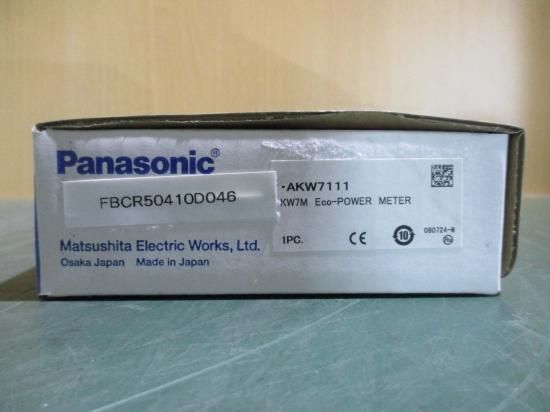 Panasonic®
FBCR50410D046
Matsushita Electric Works, Ltd.
Osaka Japan Made in Japan
·AKW7111
KW7M Eco-POWER METER
1PC.
CE
10
080724-M